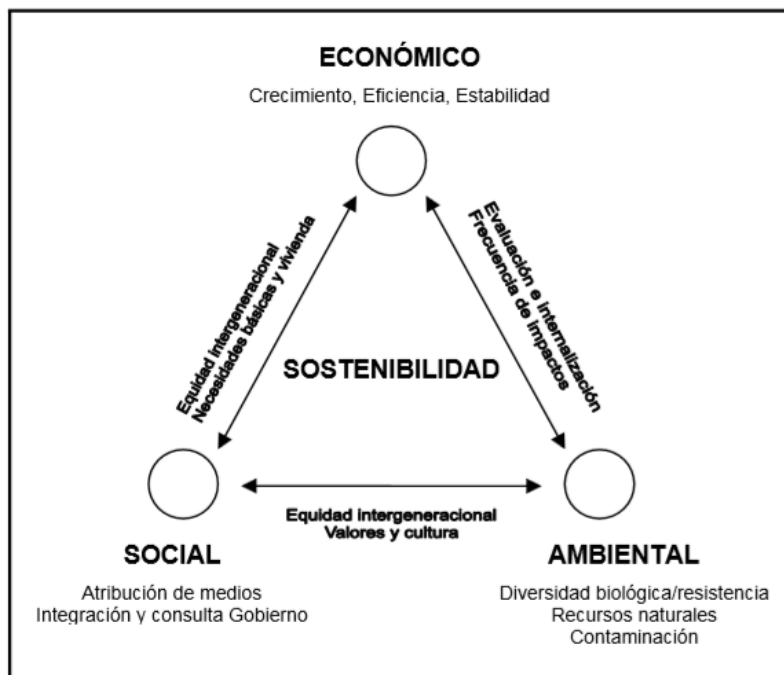 ECONÓMICO
Crecimiento, Eficiencia, Estabilidad
Equidad intergeneracional
Necesidades básicas y vivienda
Evaluación e internalización
Frecuencia de impactos
SOSTENIBILIDAD
Equidad intergeneracional
Valores y cultura
SOCIAL
Atribución de medios
Integración y consulta Gobierno
AMBIENTAL
Diversidad biológica/resistencia
Recursos naturales
Contaminación